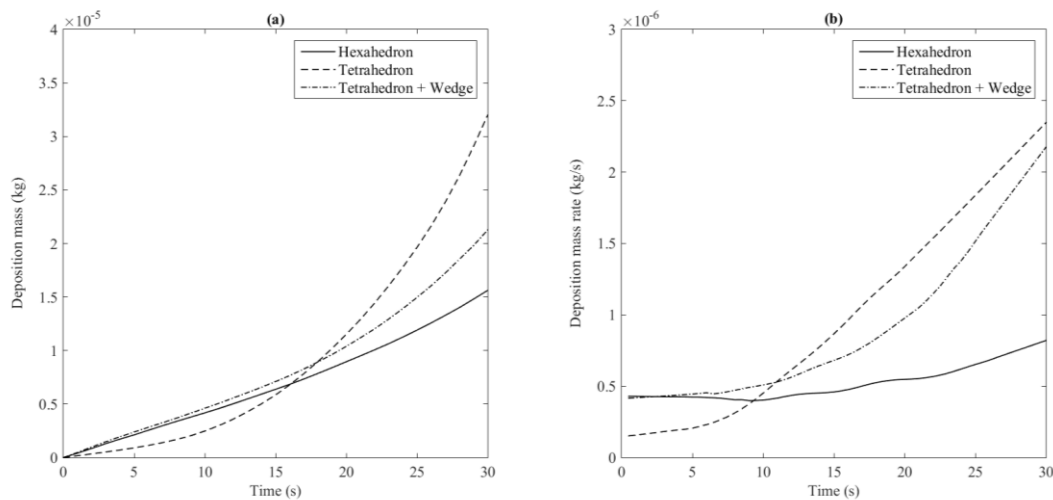 (a)
×10⁻⁵
4
3.5
3
2.5
2
1.5
1
0.5
0
Deposition mass (kg)
Hexahedron
Tetrahedron
Tetrahedron + Wedge
0 5 10 15 20 25 30
Time (s)
(b)
×10⁻⁶
3
2.5
2
1.5
1
0.5
0
Deposition mass rate (kg/s)
Hexahedron
Tetrahedron
Tetrahedron + Wedge
0 5 10 15 20 25 30
Time (s)